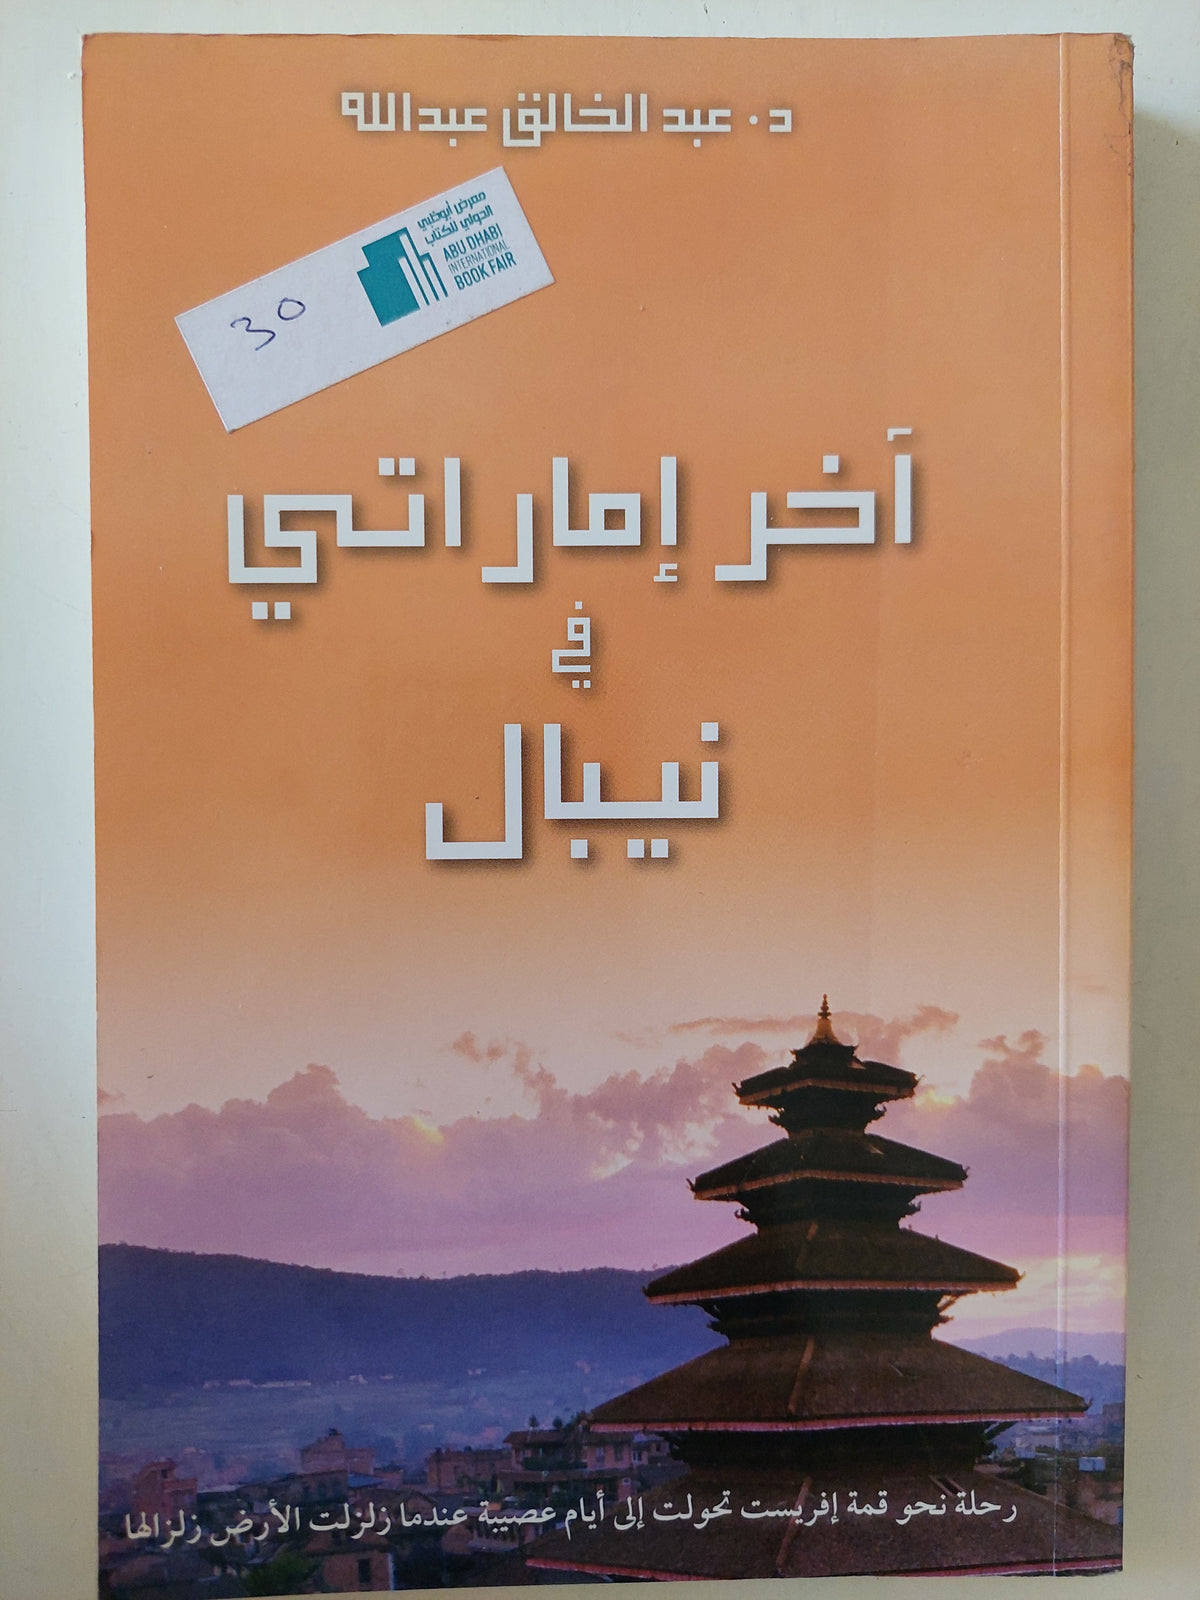 د. عبد الخالق عبدالله
معرض أبوظبي
الدولي للكتاب
ABU DHABI
INTERNATIONAL
BOOK FAIR
30
آخر إماراتي
في
نيبال
رحلة نحو قمة إفريست تحولت إلى أيام عصيبة عندما زلزلت الأرض زلزالها